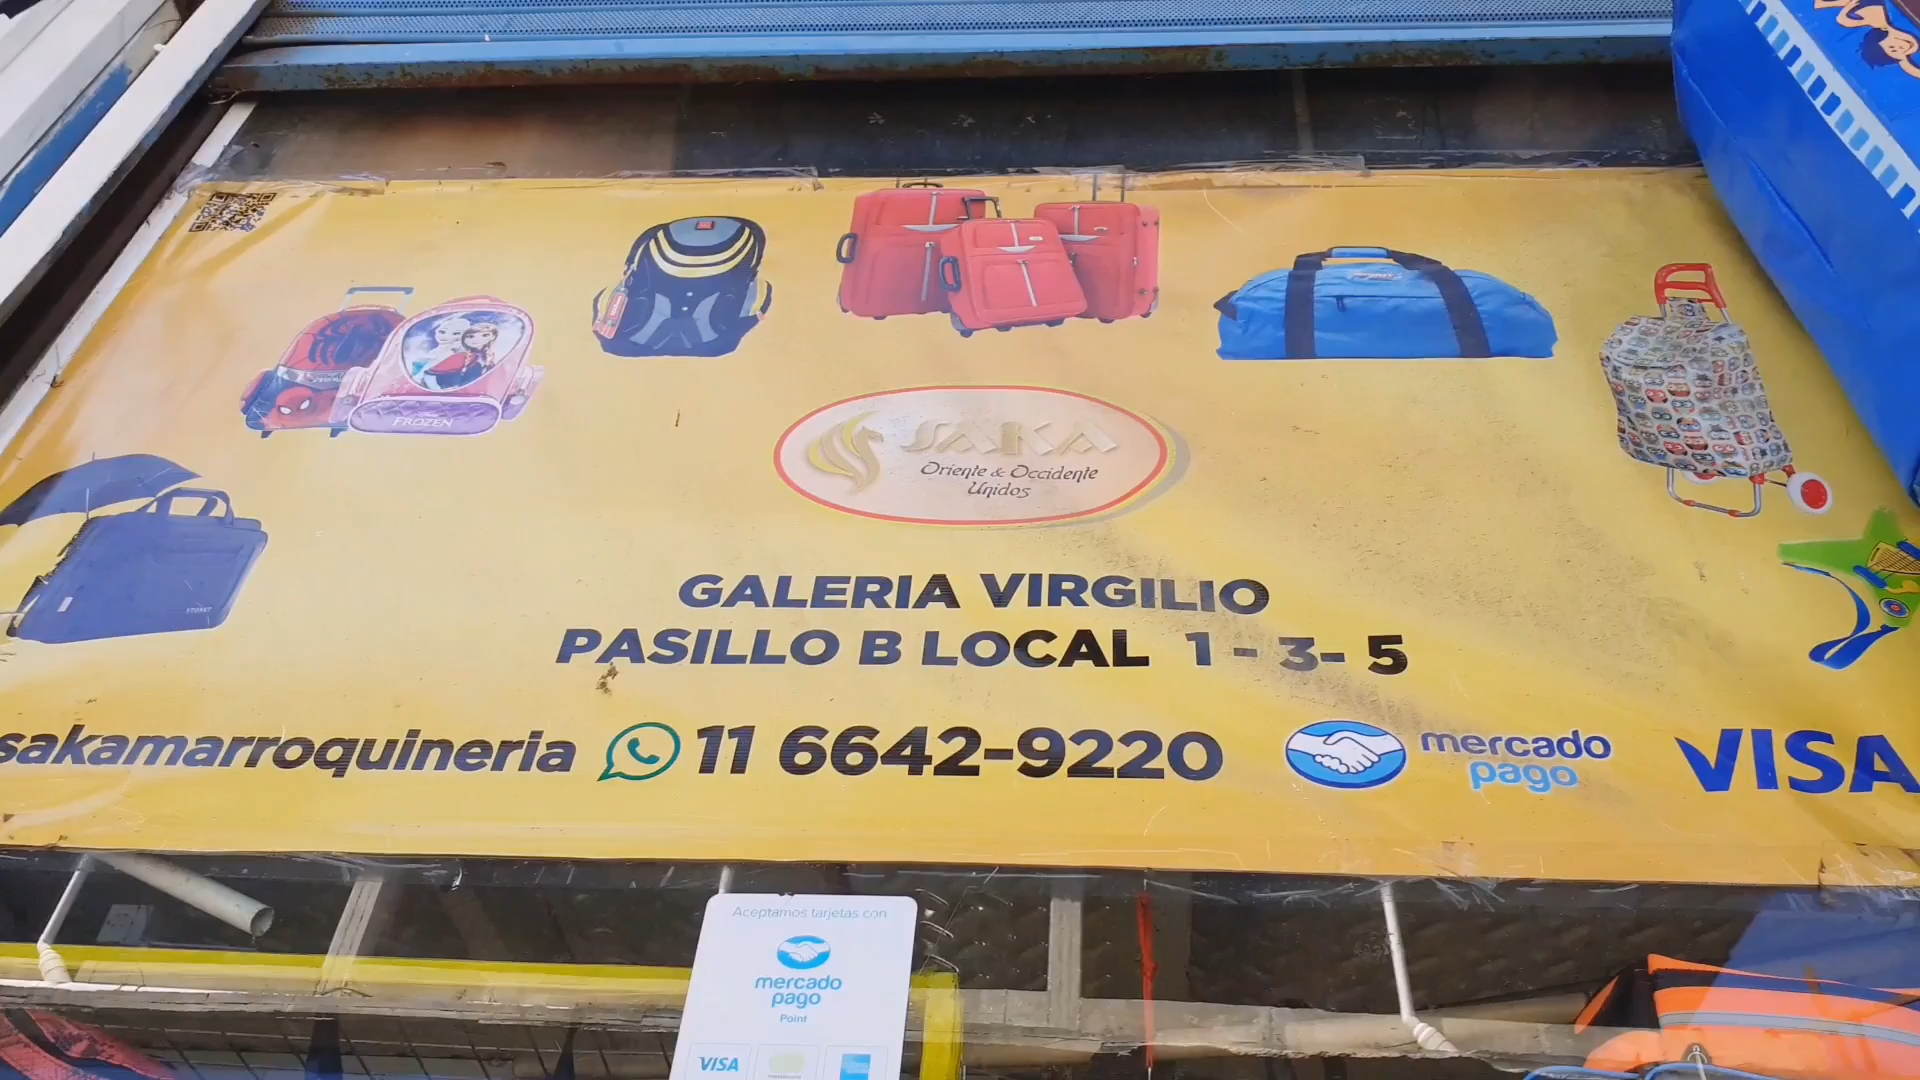 FROZEN
SAKA
Oriente & Occidente
Unidos
GALERIA VIRGILIO
PASILLO B LOCAL 1 - 3- 5
sakamarroquineria 11 6642-9220 mercado pago VISA
Aceptamos tarjetas con
mercado
pago
Point
VISA